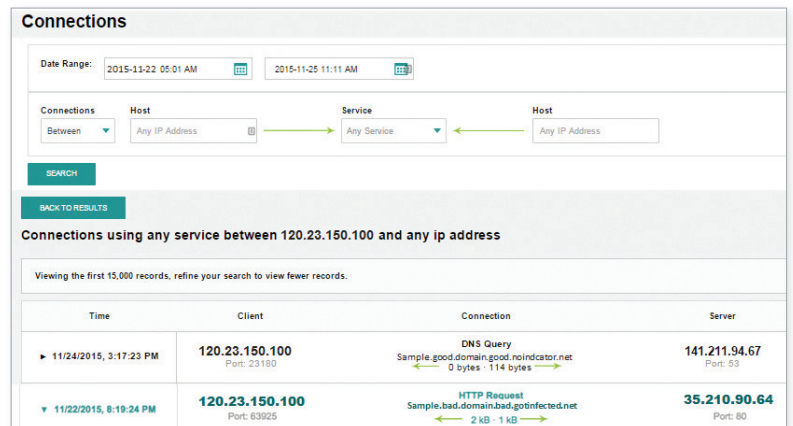 Connections
Date Range: 2015-11-22 05:01 AM 2015-11-25 11:11 AM
Connections Host Service Host
Between Any IP Address Any Service Any IP Address
SEARCH
BACK TO RESULTS
Connections using any service between 120.23.150.100 and any ip address
Viewing the first 15,000 records, refine your search to view fewer records.
Time Client Connection Server
DNS Query
11/24/2015, 3:17:23 PM 120.23.150.100 Sample.good.domain.good.noindcator.net 141.211.94.67
Port: 23180 0 bytes · 114 bytes Port: 53
HTTP Request
11/22/2015, 8:19:24 PM 120.23.150.100 Sample.bad.domain.bad.gotinfected.net 35.210.90.64
Port: 63925 2 kB · 1 kB Port: 80